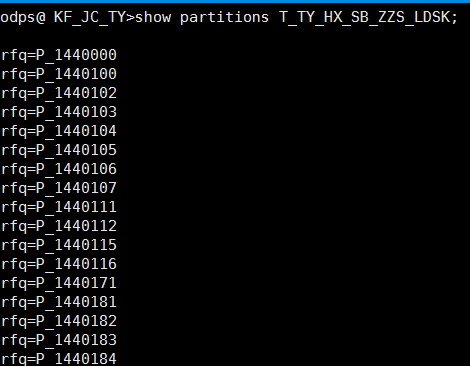 odps@ KF_JC_TY>show partitions T_TY_HX_SB_ZZS_LDSK;
rfq=P_1440000
rfq=P_1440100
rfq=P_1440102
rfq=P_1440103
rfq=P_1440104
rfq=P_1440105
rfq=P_1440106
rfq=P_1440107
rfq=P_1440111
rfq=P_1440112
rfq=P_1440115
rfq=P_1440116
rfq=P_1440171
rfq=P_1440181
rfq=P_1440182
rfq=P_1440183
rfq=P_1440184